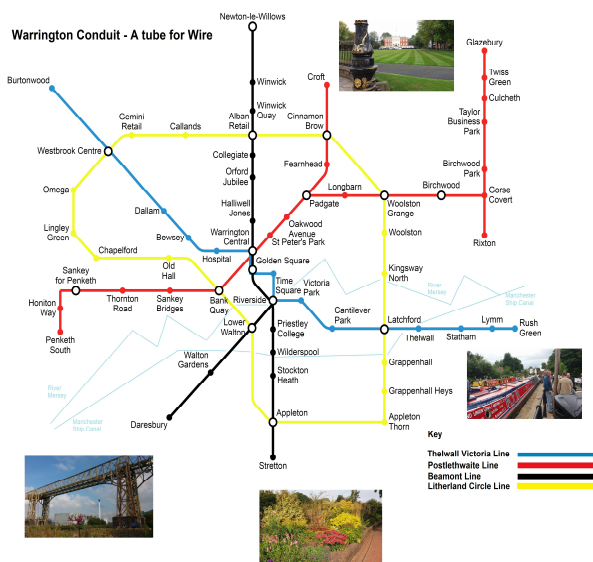 Warrington Conduit - A tube for Wire
Newton-le-Willows
Burtonwood
Winwick
Winwick
Quay
Croft
Glazebury
Twiss
Green
Culcheth
Taylor
Business
Park
Gemini
Retail
Callands
Alban
Retail
Cinnamon
Brow
Westbrook Centre
Collegiate
Fearnhead
Birchwood
Park
Orford
Jubilee
Omega
Longbarn
Padgate
Woolston
Grange
Birchwood
Gorse
Covert
Dallam
Halliwell
Jones
Oakwood
Avenue
Lingley
Green
Bewsey
Warrington
Central
St Peter's Park
Woolston
Rixton
Chapelford
Hospital
Golden Square
Old
Hall
Sankey
for Penketh
Time
Square
Victoria
Park
Kingsway
North
River
Mersey
Manchester
Ship Canal
Honiton
Way
Thornton
Road
Sankey
Bridges
Bank
Quay
Riverside
Cantilever
Park
Latchford
Thelwall
Statham
Lymm
Rush
Green
Penketh
South
Lower
Walton
Priestley
College
Walton
Gardens
Wilderspool
Grappenhall
Stockton
Heath
River
Mersey
Grappenhall Heys
Manchester
Ship Canal
Daresbury
Appleton
Appleton
Thorn
Stretton
Key
Thelwall Victoria Line
Postlethwaite Line
Beamont Line
Litherland Circle Line